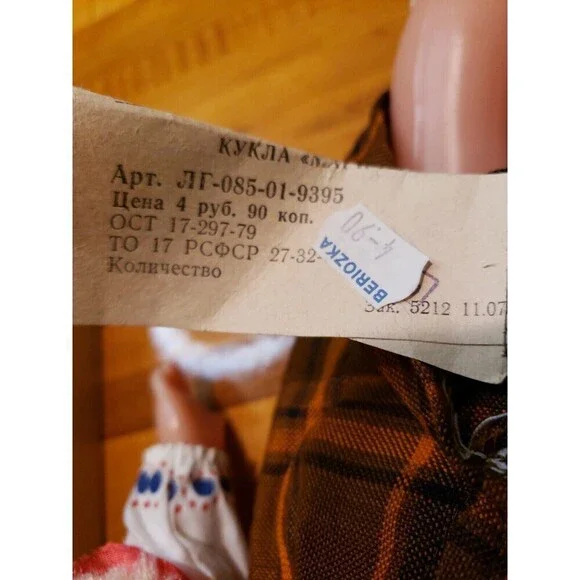 КУКЛА
Арт. ЛГ-085-01-9395
Цена 4 руб. 90 коп.
ОСТ 17-297-79
ТО 17 РСФСР 27-32-
Количество
4-90
BERIOZKA
Зак. 5212 11.07